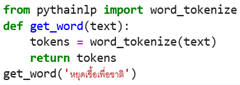 from pythainlp import word_tokenize
def get_word(text):
    tokens = word_tokenize(text)
    return tokens
get_word('หยุดเชื้อเพื่อชาติ')